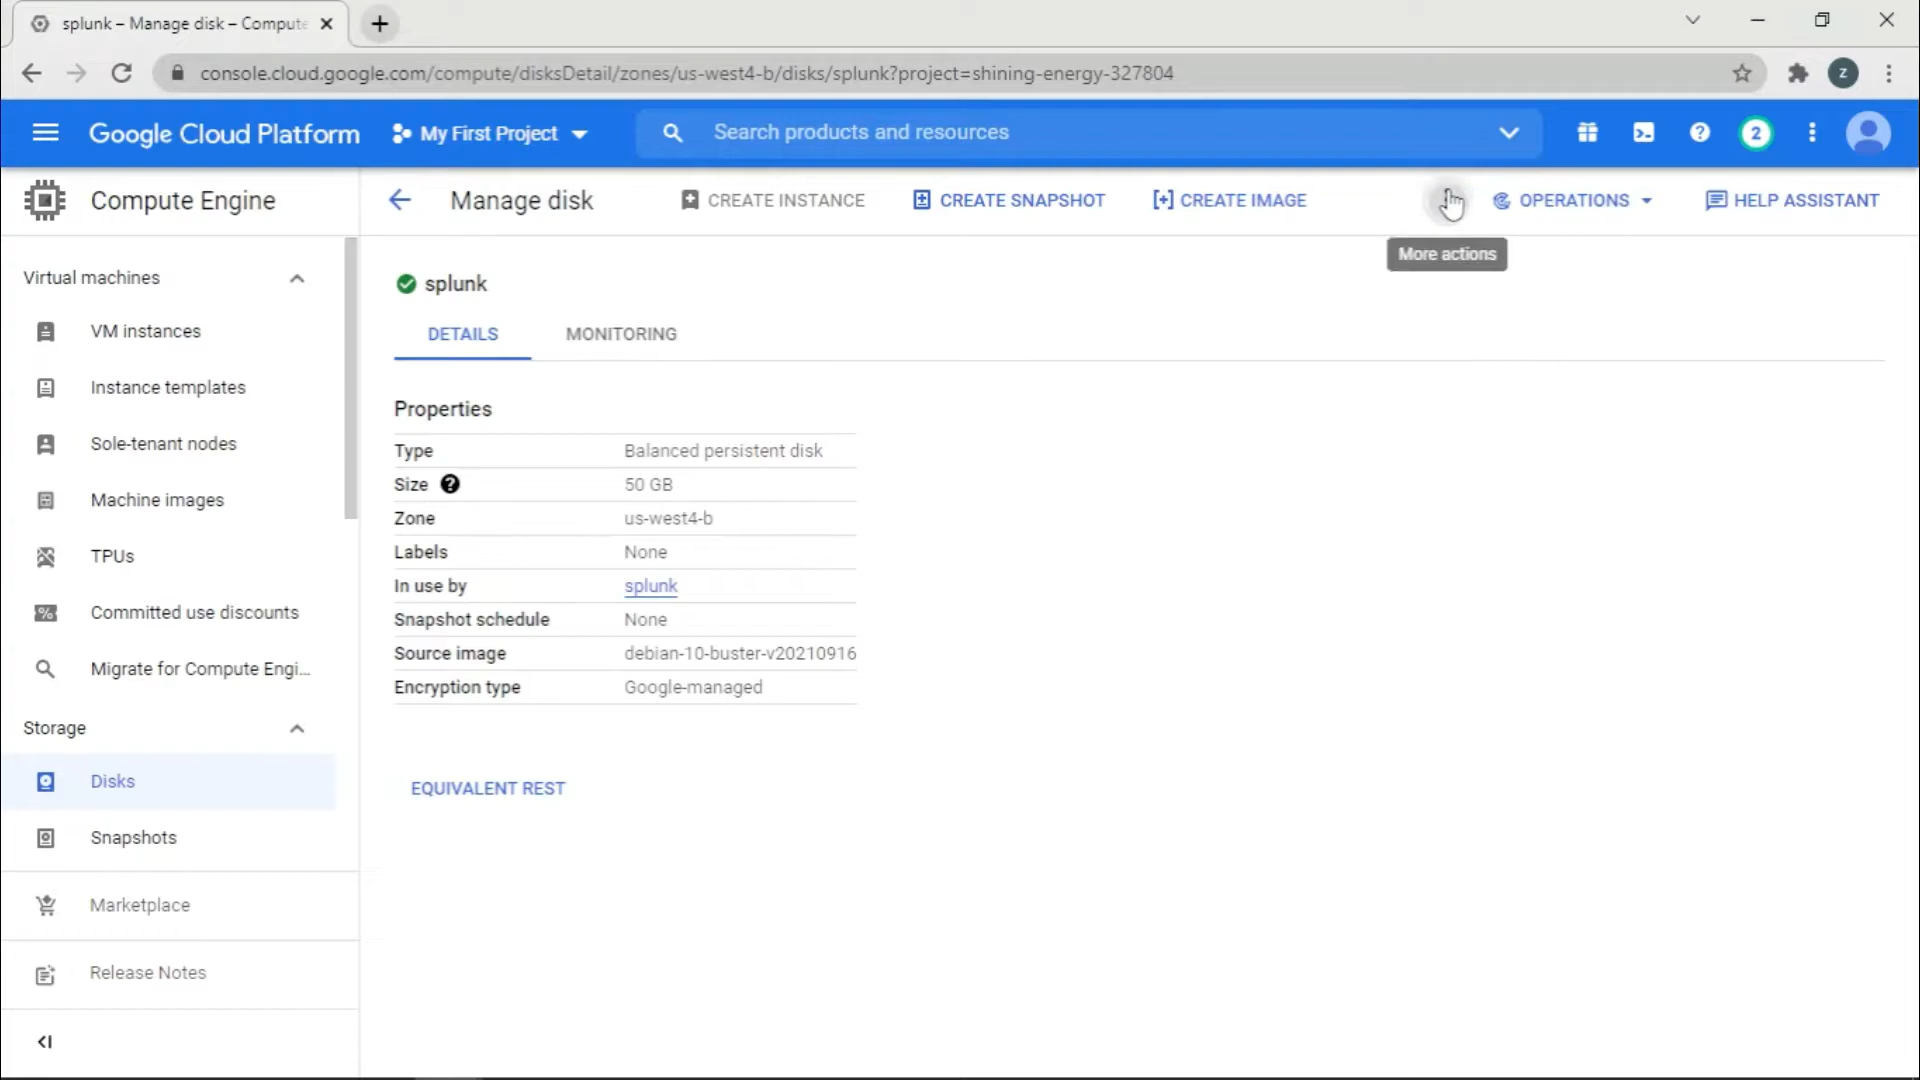 splunk – Manage disk – Compute
console.cloud.google.com/compute/disksDetail/zones/us-west4-b/disks/splunk?project=shining-energy-327804
z
Google Cloud Platform
My First Project
Search products and resources
2
Compute Engine
Manage disk
CREATE INSTANCE
CREATE SNAPSHOT
CREATE IMAGE
OPERATIONS
HELP ASSISTANT
More actions
Virtual machines
VM instances
Instance templates
Sole-tenant nodes
Machine images
TPUs
Committed use discounts
Migrate for Compute Engi...
Storage
Disks
Snapshots
Marketplace
Release Notes
splunk
DETAILS
MONITORING
Properties
Type Balanced persistent disk
Size 50 GB
Zone us-west4-b
Labels None
In use by splunk
Snapshot schedule None
Source image debian-10-buster-v20210916
Encryption type Google-managed
EQUIVALENT REST